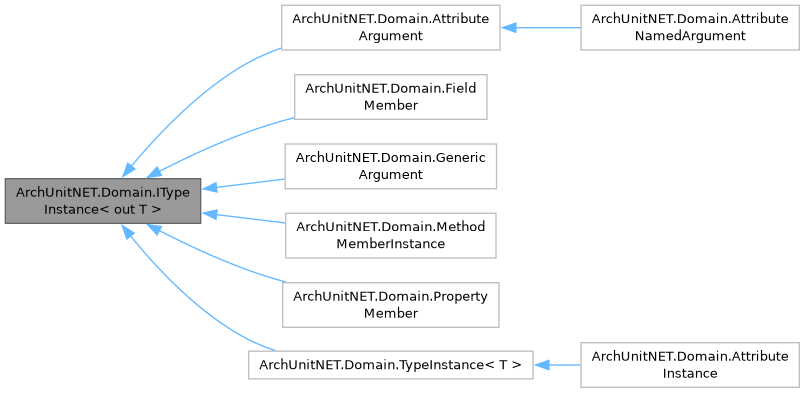 ArchUnitNET.Domain.Attribute
Argument
ArchUnitNET.Domain.Attribute
NamedArgument
ArchUnitNET.Domain.Field
Member
ArchUnitNET.Domain.Generic
Argument
ArchUnitNET.Domain.IType
Instance< out T >
ArchUnitNET.Domain.Method
MemberInstance
ArchUnitNET.Domain.Property
Member
ArchUnitNET.Domain.TypeInstance< T >
ArchUnitNET.Domain.Attribute
Instance